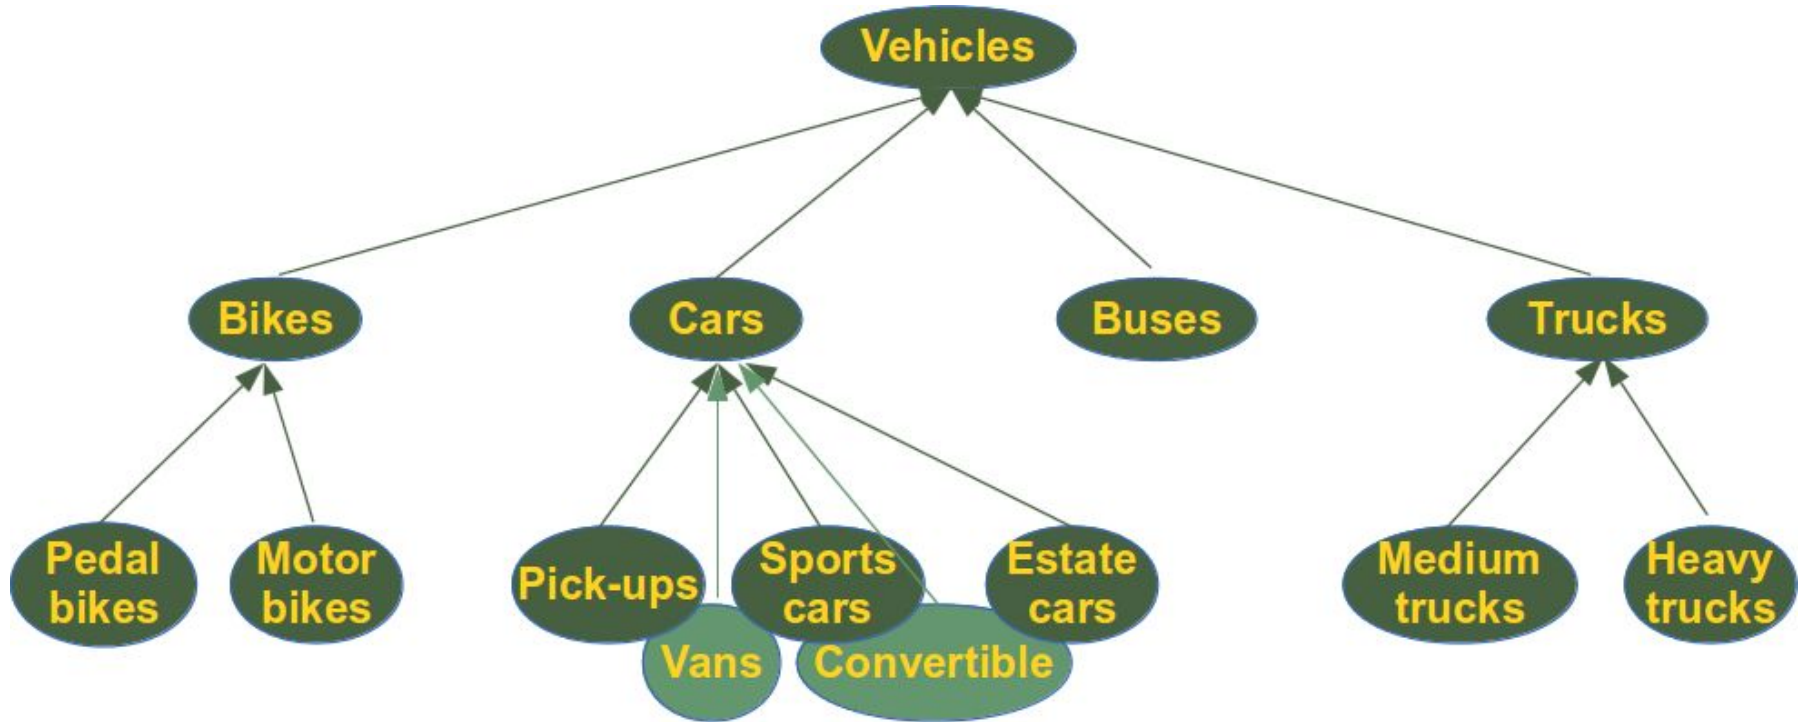 Vehicles
Bikes
Cars
Buses
Trucks
Pedal
bikes
Motor
bikes
Pick-ups
Sports
cars
Estate
cars
Medium
trucks
Heavy
trucks
Vans
Convertible